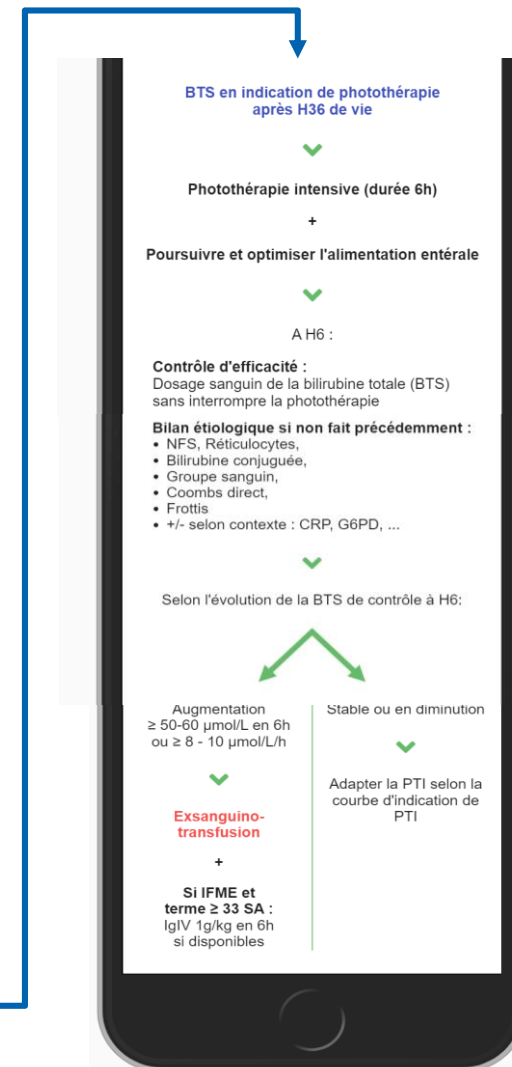 BTS en indication de photothérapie
après H36 de vie
Photothérapie intensive (durée 6h)
+
Poursuivre et optimiser l'alimentation entérale
A H6 :
Contrôle d'efficacité :
Dosage sanguin de la bilirubine totale (BTS)
sans interrompre la photothérapie
Bilan étiologique si non fait précédemment :
• NFS, Réticulocytes,
• Bilirubine conjuguée,
• Groupe sanguin,
• Coombs direct,
• Frottis
• +/- selon contexte : CRP, G6PD, ...
Selon l'évolution de la BTS de contrôle à H6:
Augmentation
≥ 50-60 µmol/L en 6h
ou ≥ 8 - 10 µmol/L/h
Exsanguino-
transfusion
+
Si IFME et
terme ≥ 33 SA :
IgIV 1g/kg en 6h
si disponibles
Stable ou en diminution
Adapter la PTI selon la
courbe d'indication de
PTI